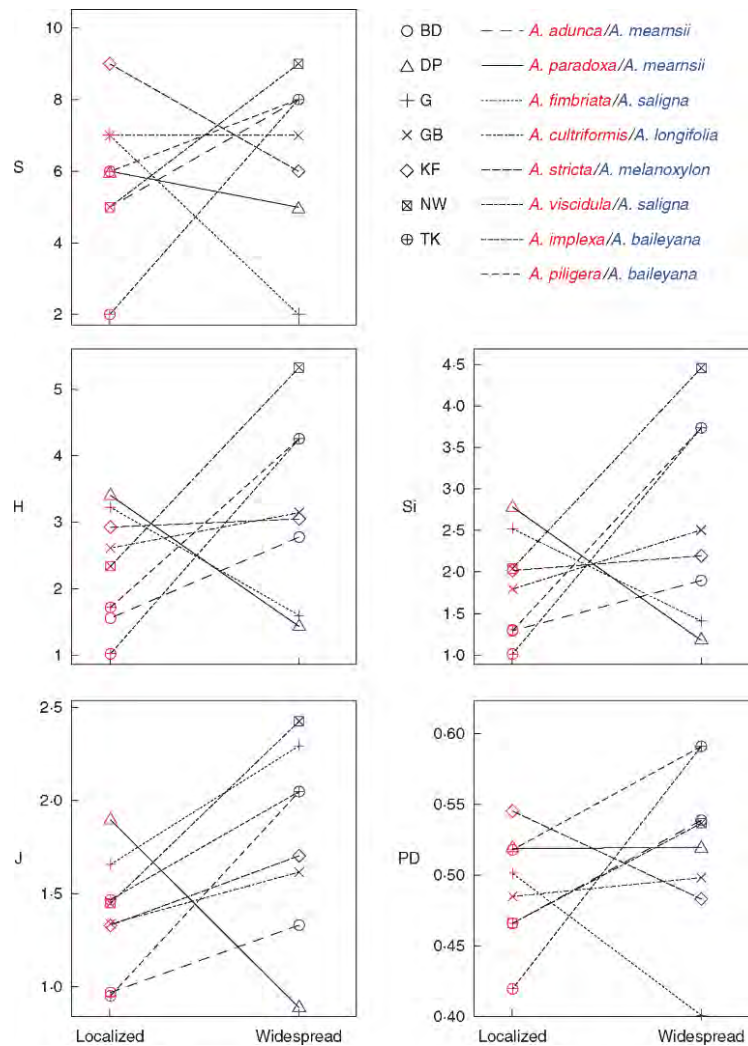 10
8
6
4
2
S
BD
DP
G
GB
KF
NW
TK
A. adunca/A. mearnsii
A. paradoxa/A. mearnsii
A. fimbriata/A. saligna
A. cultriformis/A. longifolia
A. stricta/A. melanoxylon
A. viscidula/A. saligna
A. implexa/A. baileyana
A. piligera/A. baileyana
5
4
3
2
1
H
4·5
4·0
3·5
3·0
2·5
2·0
1·5
1·0
Si
2·5
2·0
1·5
1·0
J
Localized Widespread
0·60
0·55
0·50
0·45
0·40
PD
Localized Widespread